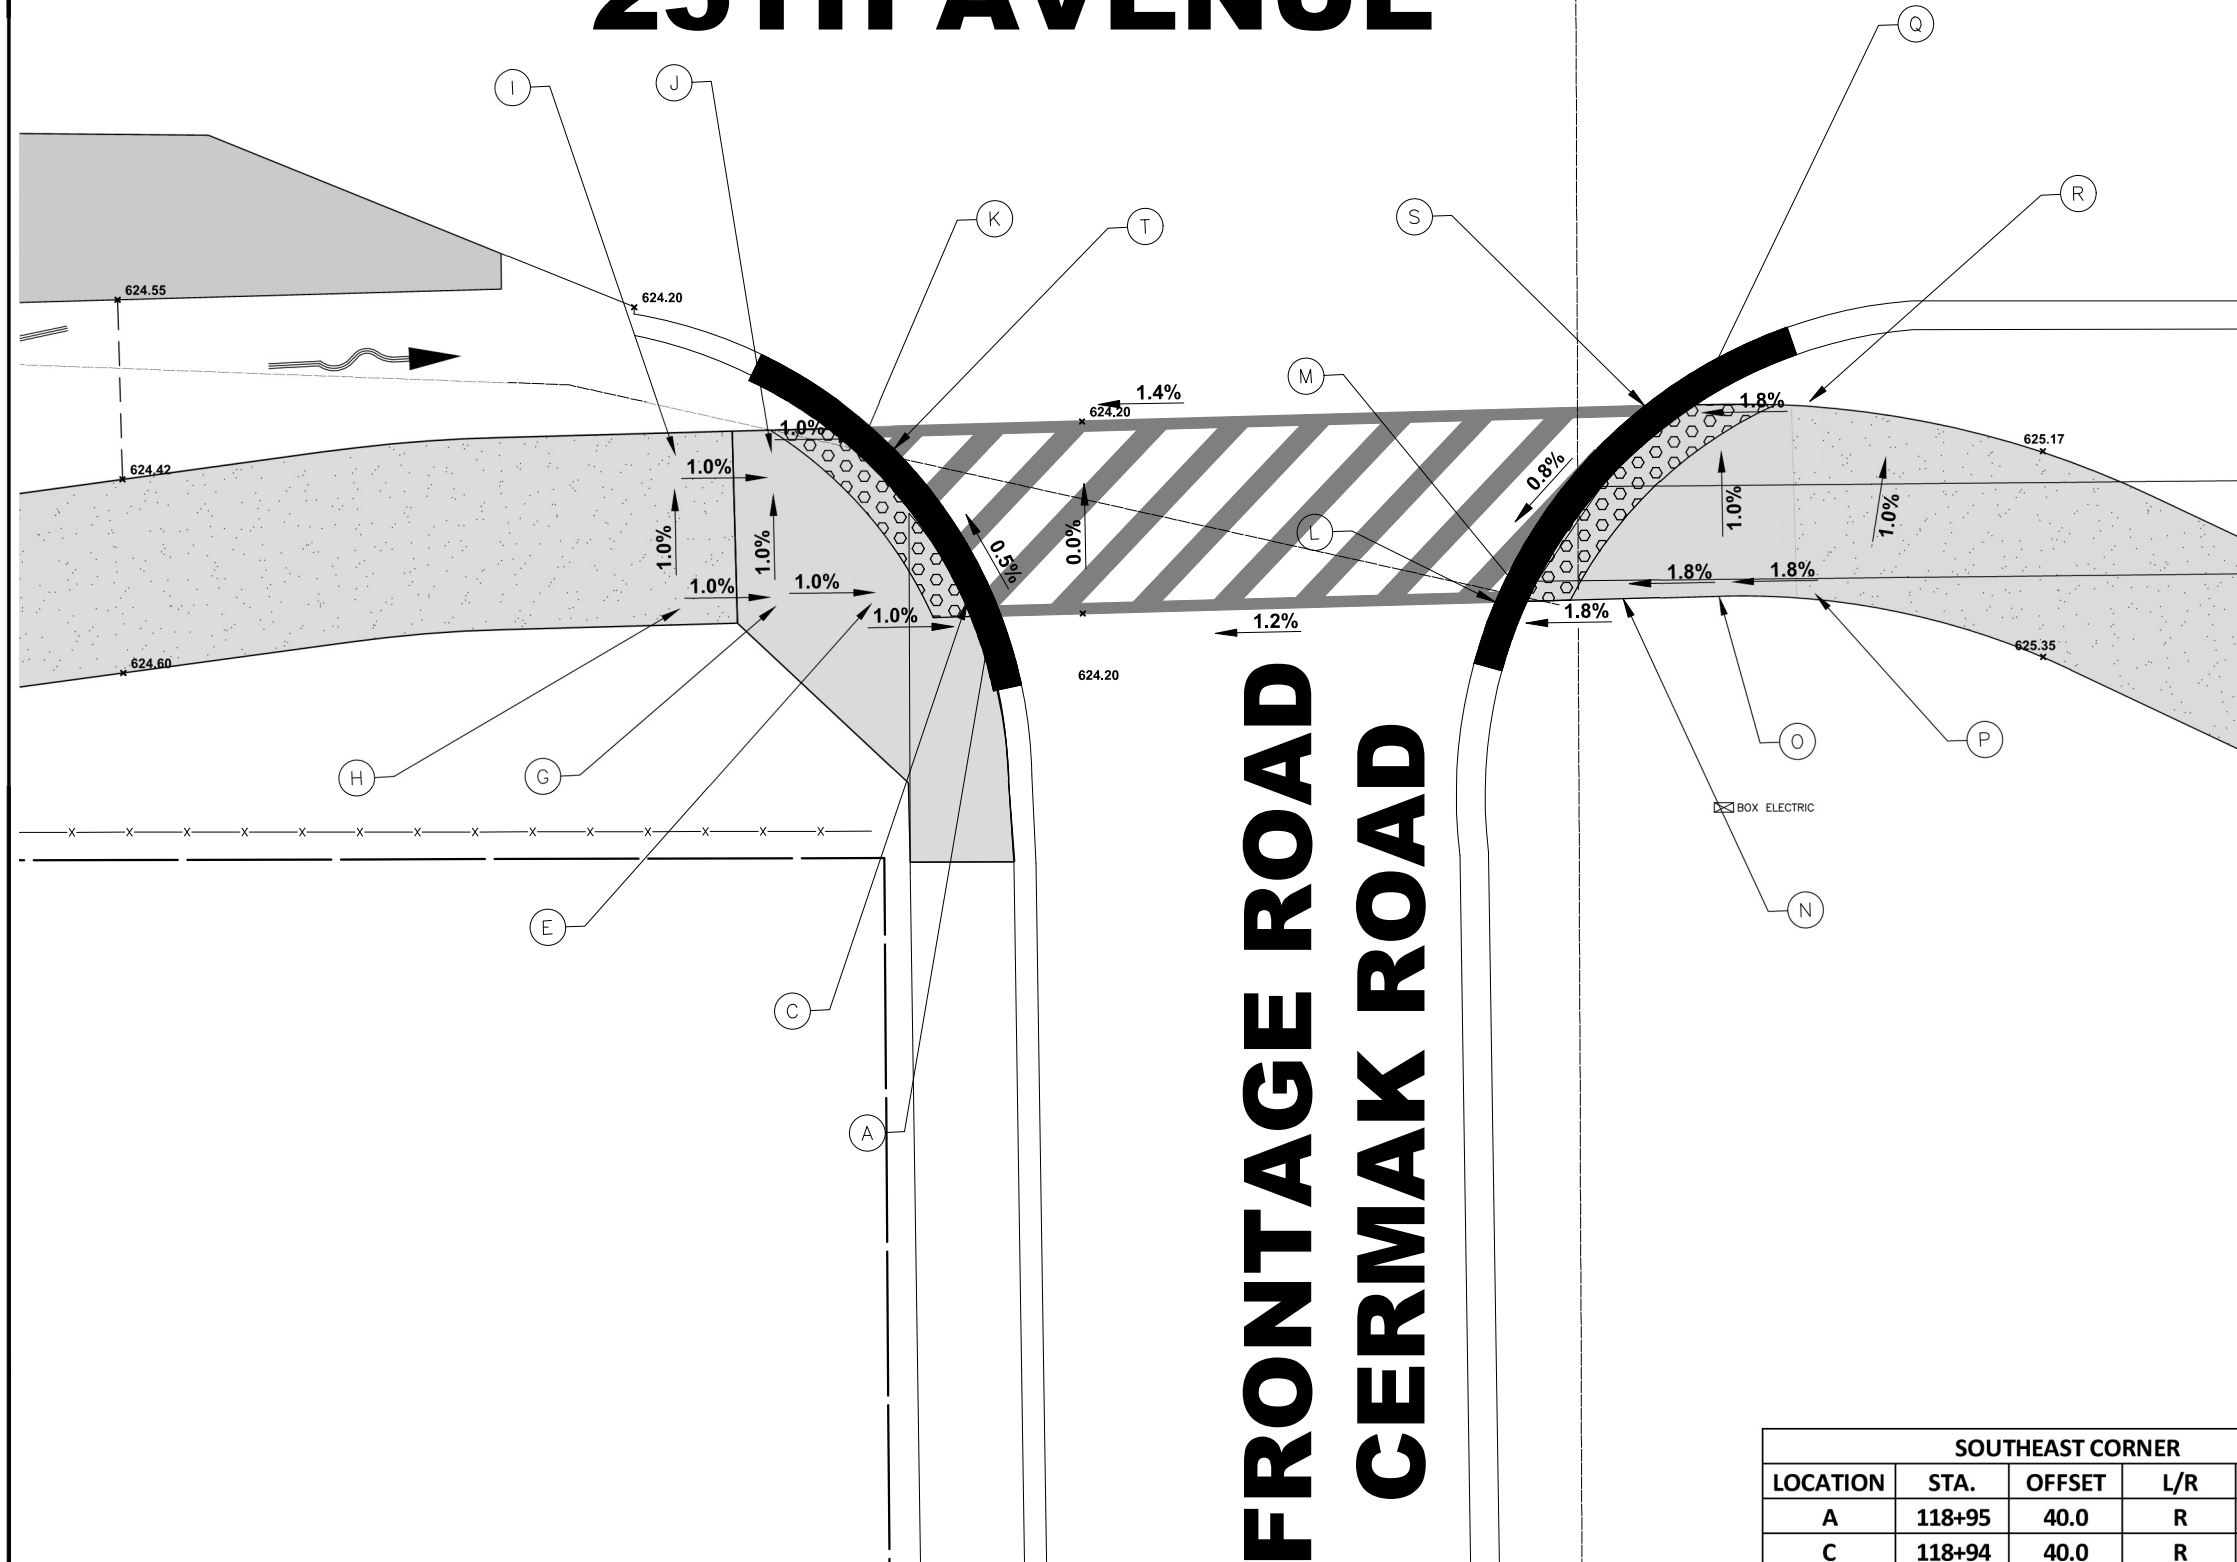 25TH AVENUE
Q
I
J
R
K
S
T
624.55
624.20
M
1.4%
624.20
1.8%
1.0%
625.17
624.42
1.0%
0.8%
1.0%
1.0%
L
1.0%
1.0%
0.5%
0.0%
1.0%
1.0%
1.8%
1.8%
1.0%
1.8%
1.2%
625.35
624.60
624.20
H
G
O
P
BOX ELECTRIC
X X X X X X X X X X X X X X
E
N
C
A
FRONTAGE ROAD
CERMAK ROAD
SOUTHEAST CORNER
LOCATION STA. OFFSET L/R
A 118+95 40.0 R
C 118+94 40.0 R